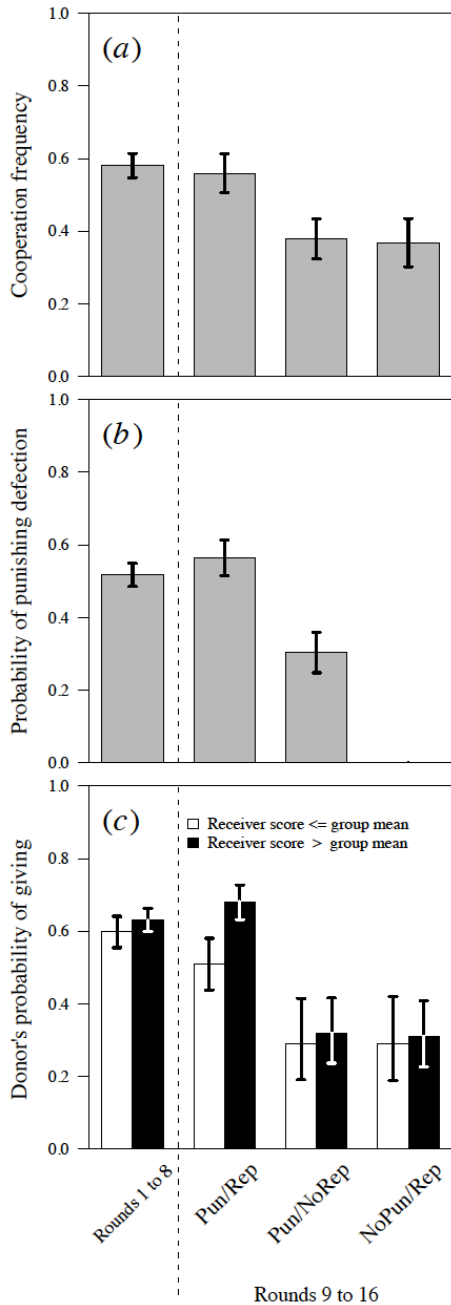 (a)
Cooperation frequency
1.0
0.8
0.6
0.4
0.2
0.0
(b)
Probability of punishing defection
1.0
0.8
0.6
0.4
0.2
0.0
(c)
Receiver score <= group mean
Receiver score > group mean
Donor's probability of giving
1.0
0.8
0.6
0.4
0.2
0.0
Rounds 1 to 8
Pun/Rep
Pun/NoRep
NoPun/Rep
Rounds 9 to 16